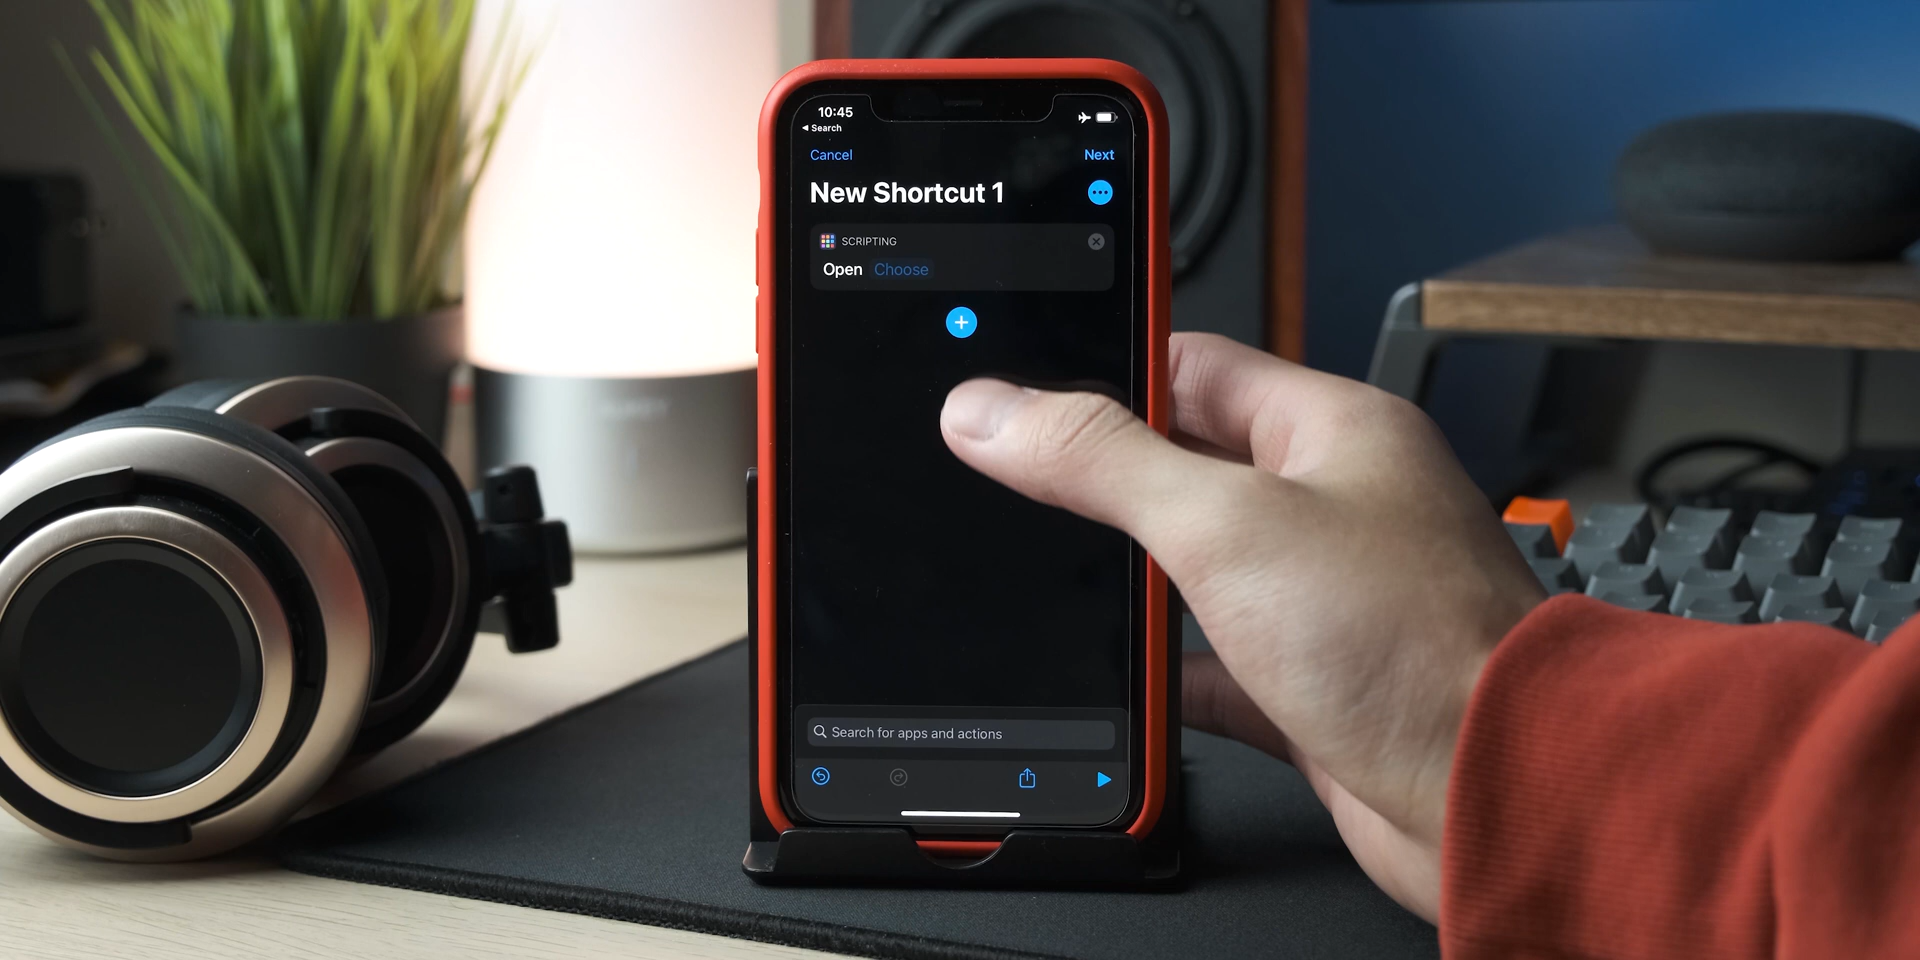 10:45
Search
Cancel
Next
New Shortcut 1
SCRIPTING
Open Choose
Search for apps and actions